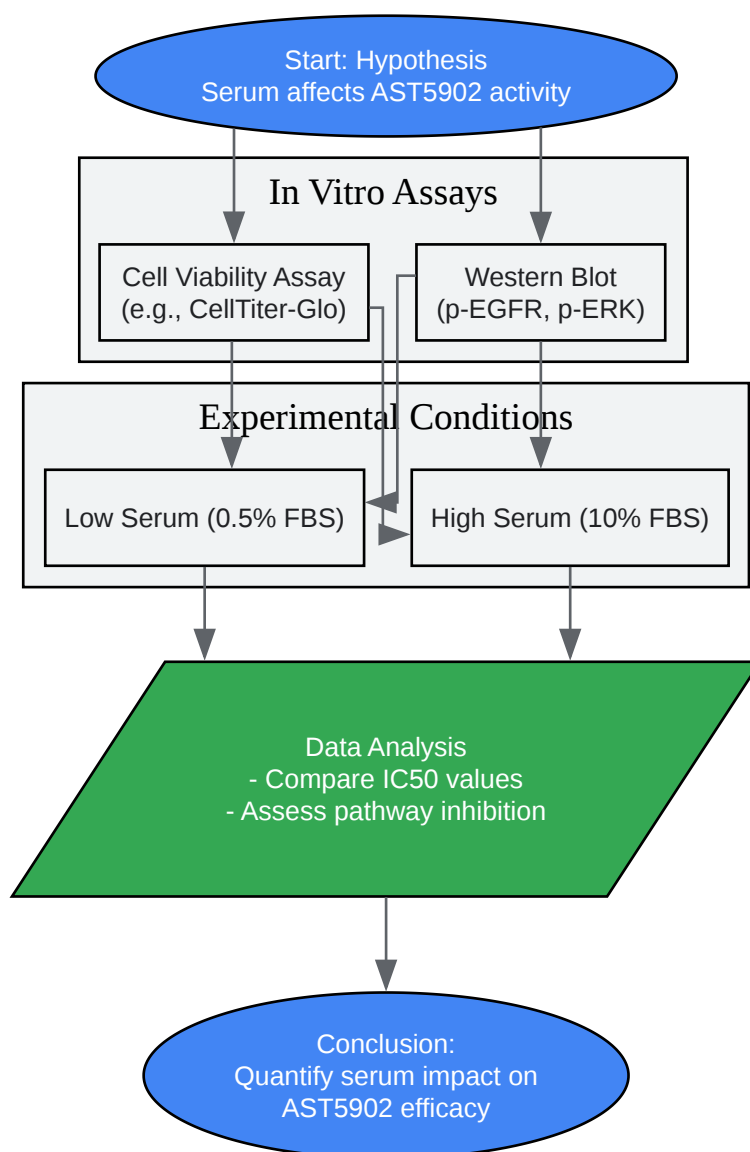 Start: Hypothesis
Serum affects AST5902 activity
In Vitro Assays
Cell Viability Assay
(e.g., CellTiter-Glo)
Western Blot
(p-EGFR, p-ERK)
Experimental Conditions
Low Serum (0.5% FBS)
High Serum (10% FBS)
Data Analysis
- Compare IC50 values
- Assess pathway inhibition
Conclusion:
Quantify serum impact on
AST5902 efficacy